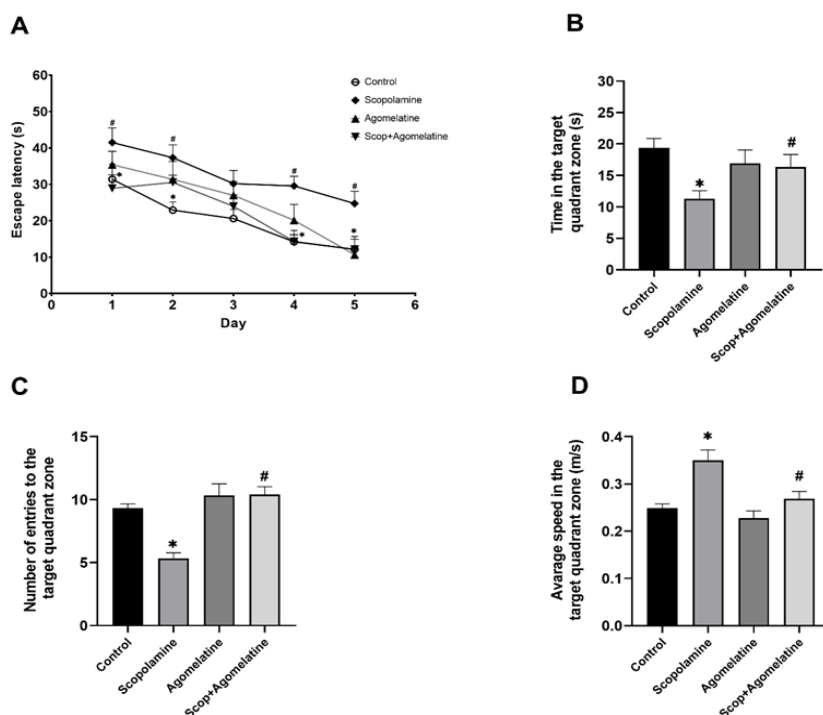 A
Escape latency (s)
60
50
40
30
20
10
0
0
1
2
3
4
5
6
Day
Control
Scopolamine
Agomelatine
Scop+Agomelatine
#
#
#
#
*
*
*
*
B
Time in the target
quadrant zone (s)
30
25
20
15
10
5
0
*
#
Control
Scopolamine
Agomelatine
Scop+Agomelatine
C
Number of entries to the
target quadrant zone
15
10
5
0
*
#
Control
Scopolamine
Agomelatine
Scop+Agomelatine
D
Avarage speed in the
target quadrant zone (m/s)
0.4
0.3
0.2
0.1
0.0
*
#
Control
Scopolamine
Agomelatine
Scop+Agomelatine